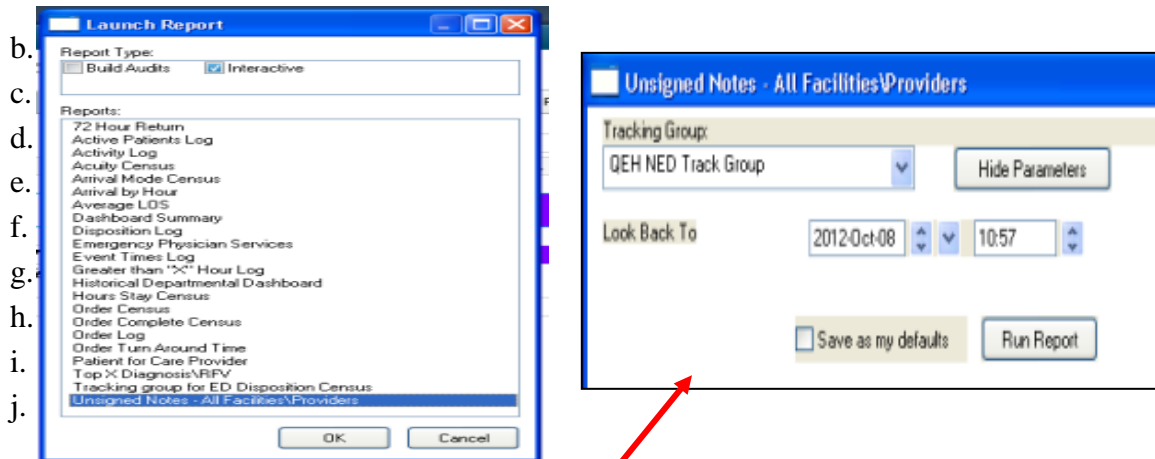 Launch Report
b.
Report Type:
Build Audits Interactive
c.
Reports:
d.
e.
f.
g.
h.
i.
j.
72 Hour Return
Active Patients Log
Activity Log
Acuity Census
Arrival Mode Census
Arrival by Hour
Average LOS
Dashboard Summary
Disposition Log
Emergency Physician Services
Event Times Log
Greater than "X" Hour Log
Historical Departmental Dashboard
Hours Stay Census
Order Census
Order Complete Census
Order Log
Order Turn Around Time
Patient for Care Provider
Top X Diagnosis\RFV
Tracking group for ED Disposition Census
Unsigned Notes - All Facilities\Providers
OK Cancel
Unsigned Notes - All Facilities\Providers
Tracking Group:
QEH NED Track Group Hide Parameters
Look Back To 2012-Oct-08 10:57
Save as my defaults Run Report